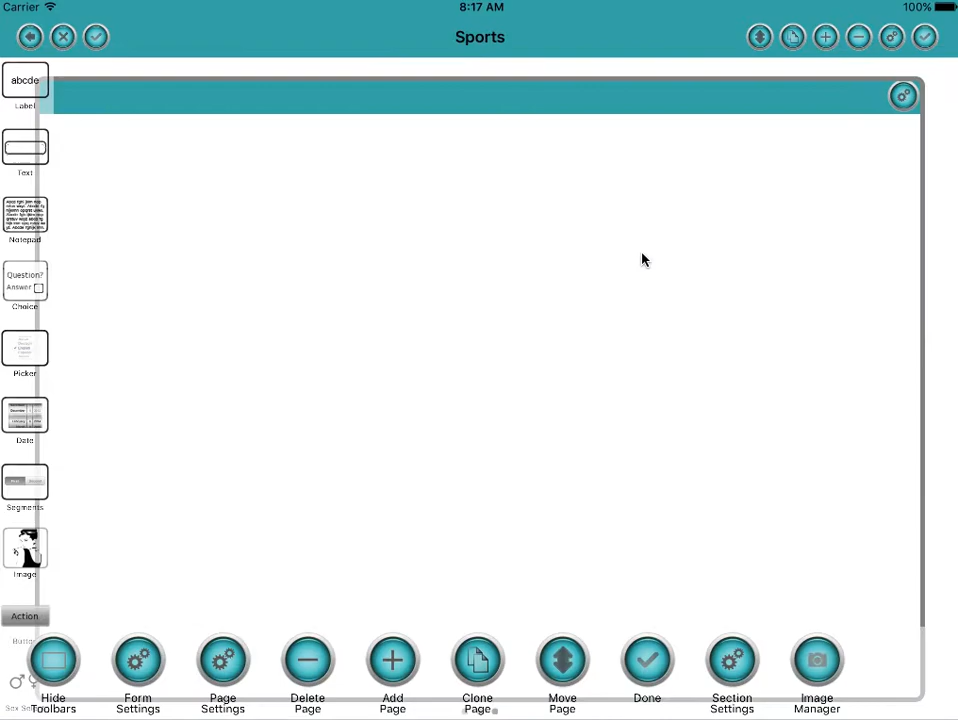 Carrier
8:17 AM
100%
Sports
abcde
Label
Text
Notepad
Question?
Answer
Choice
Picker
Date
Segments
Image
Action
Hide
Toolbars
Form
Settings
Page
Settings
Delete
Page
Add
Page
Clone
Page
Move
Page
Done
Section
Settings
Image
Manager